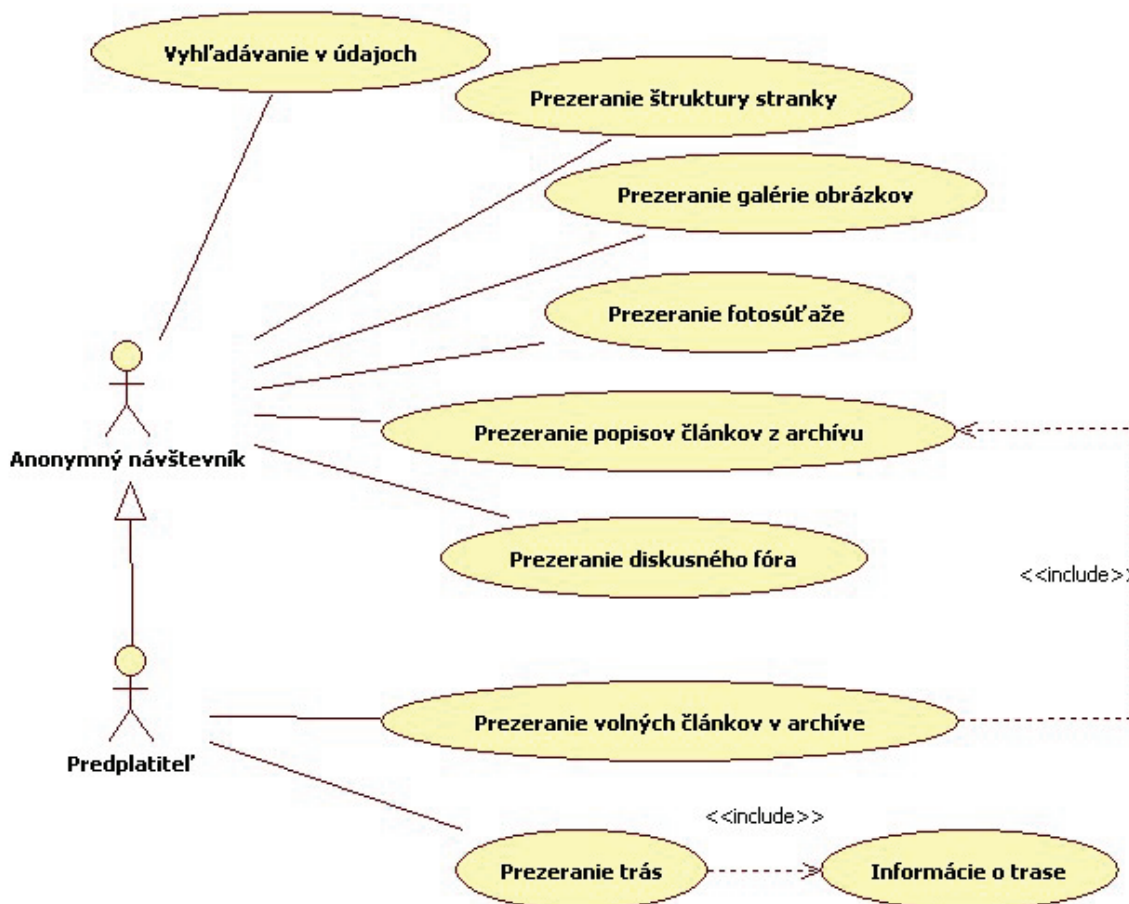 Vyhľadávanie v údajoch
Prezeranie štruktury stranky
Prezeranie galérie obrázkov
Prezeranie fotosúťaže
Prezeranie popisov článkov z archívu
Anonymný návštevník
Prezeranie diskusného fóra
<<include>>
Prezeranie volných článkov v archíve
Predplatiteľ
<<include>>
Prezeranie trás
Informácie o trase